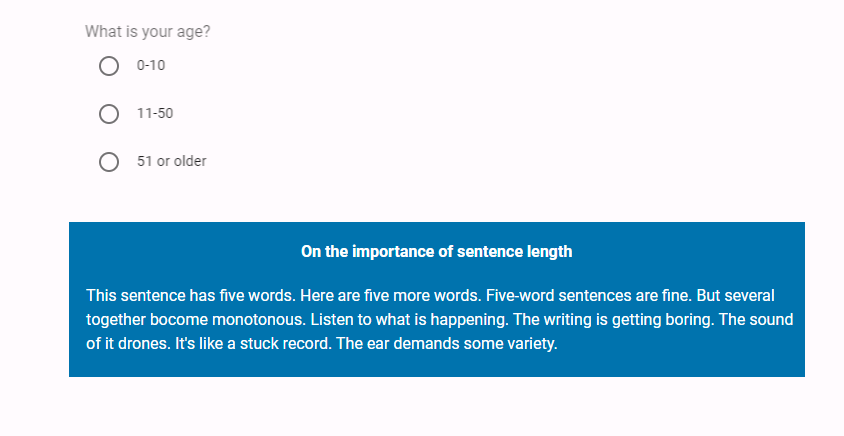 What is your age?
0-10
11-50
51 or older
On the importance of sentence length
This sentence has five words. Here are five more words. Five-word sentences are fine. But several
together bocome monotonous. Listen to what is happening. The writing is getting boring. The sound
of it drones. It's like a stuck record. The ear demands some variety.